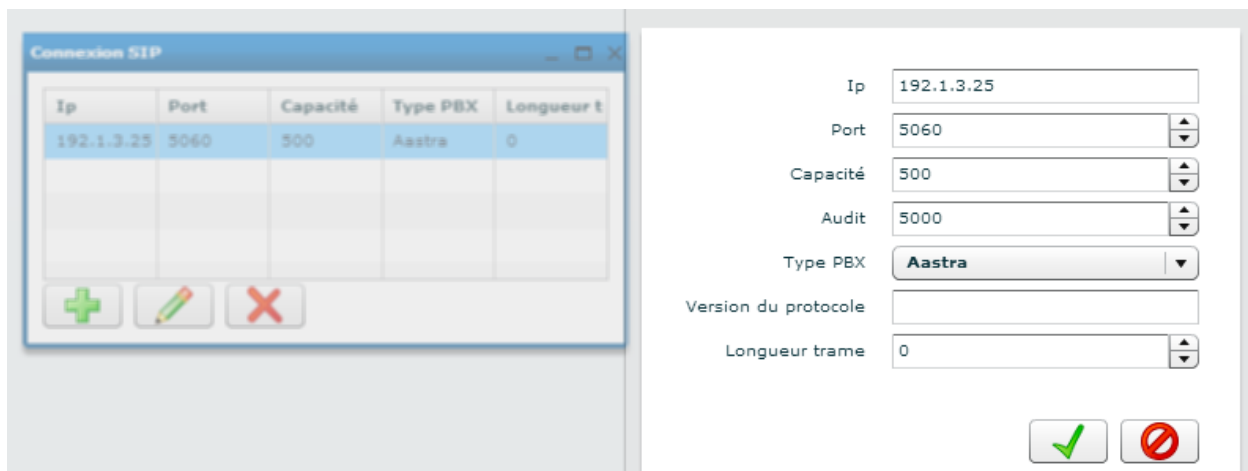 Connexion SIP
Ip Port Capacité Type PBX Longueur t
192.1.3.25 5060 500 Aastra 0
Ip 192.1.3.25
Port 5060
Capacité 500
Audit 5000
Type PBX Aastra
Version du protocole
Longueur trame 0